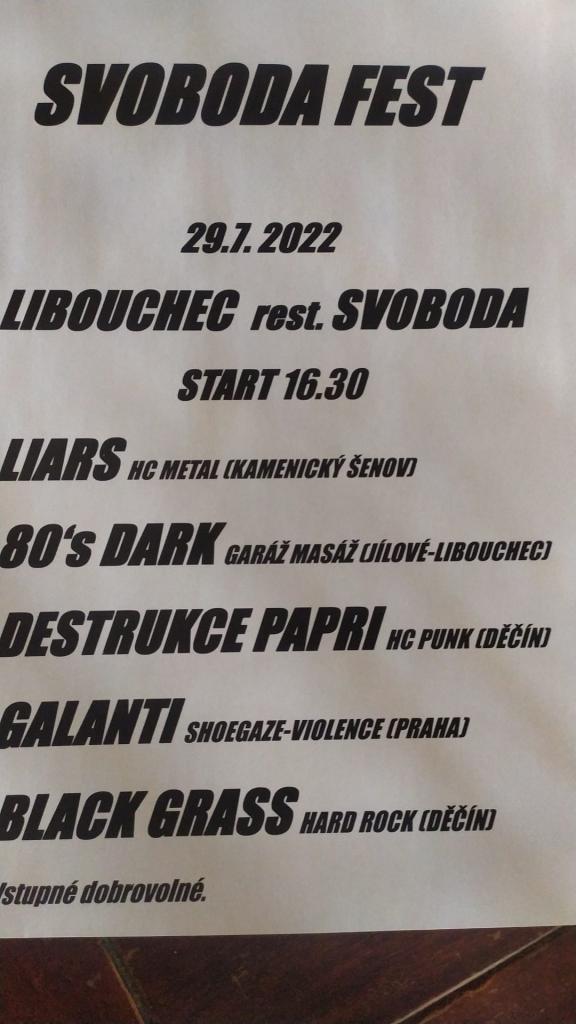 SVOBODA FEST
29.7. 2022
LIBOUCHEC rest. SVOBODA
START 16.30
LIARS HC METAL (KAMENICKÝ ŠENOV)
80‘s DARK GARÁŽ MASÁŽ (JÍLOVÉ-LIBOUCHEC)
DESTRUKCE PAPRI HC PUNK (DĚČÍN)
GALANTI SHOEGAZE-VIOLENCE (PRAHA)
BLACK GRASS HARD ROCK (DĚČÍN)
Vstupné dobrovolné.